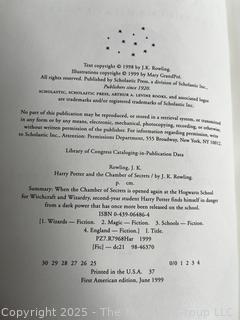 Text copyright © 1998 by J.K. Rowling.
Illustrations copyright © 1999 by Mary GrandPré.
All rights reserved. Published by Scholastic Press, a division of Scholastic Inc.,
Publishers since 1920.
SCHOLASTIC, SCHOLASTIC PRESS, ARTHUR A. LEVINE BOOKS, and associated logos
are trademarks and/or registered trademarks of Scholastic Inc.
No part of this publication may be reproduced, or stored in a retrieval system, or transmitted
in any form or by any means, electronic, mechanical, photocopying, recording, or otherwise,
without written permission of the publisher. For information regarding permission, write
to Scholastic Inc., Attention: Permissions Department, 555 Broadway, New York, NY 10012.
Library of Congress Cataloging-in-Publication Data
Rowling, J. K.
Harry Potter and the Chamber of Secrets / by J. K. Rowling.
p. cm.
Summary: When the Chamber of Secrets is opened again at the Hogwarts School
for Witchcraft and Wizardry, second-year student Harry Potter finds himself in danger
from a dark power that has once more been released on the school.
ISBN 0-439-06486-4
[1. Wizards — Fiction. 2. Magic — Fiction. 3. Schools — Fiction.
4. England — Fiction.] I. Title.
PZ7.R7968Har 1999
[Fic] — dc21 98-46370
30 29 28 27 26 25 0/0 1 2 3 4
Printed in the U.S.A. 37
First American edition, June 1999
Copyright 2025 - The Crazy Frenchman